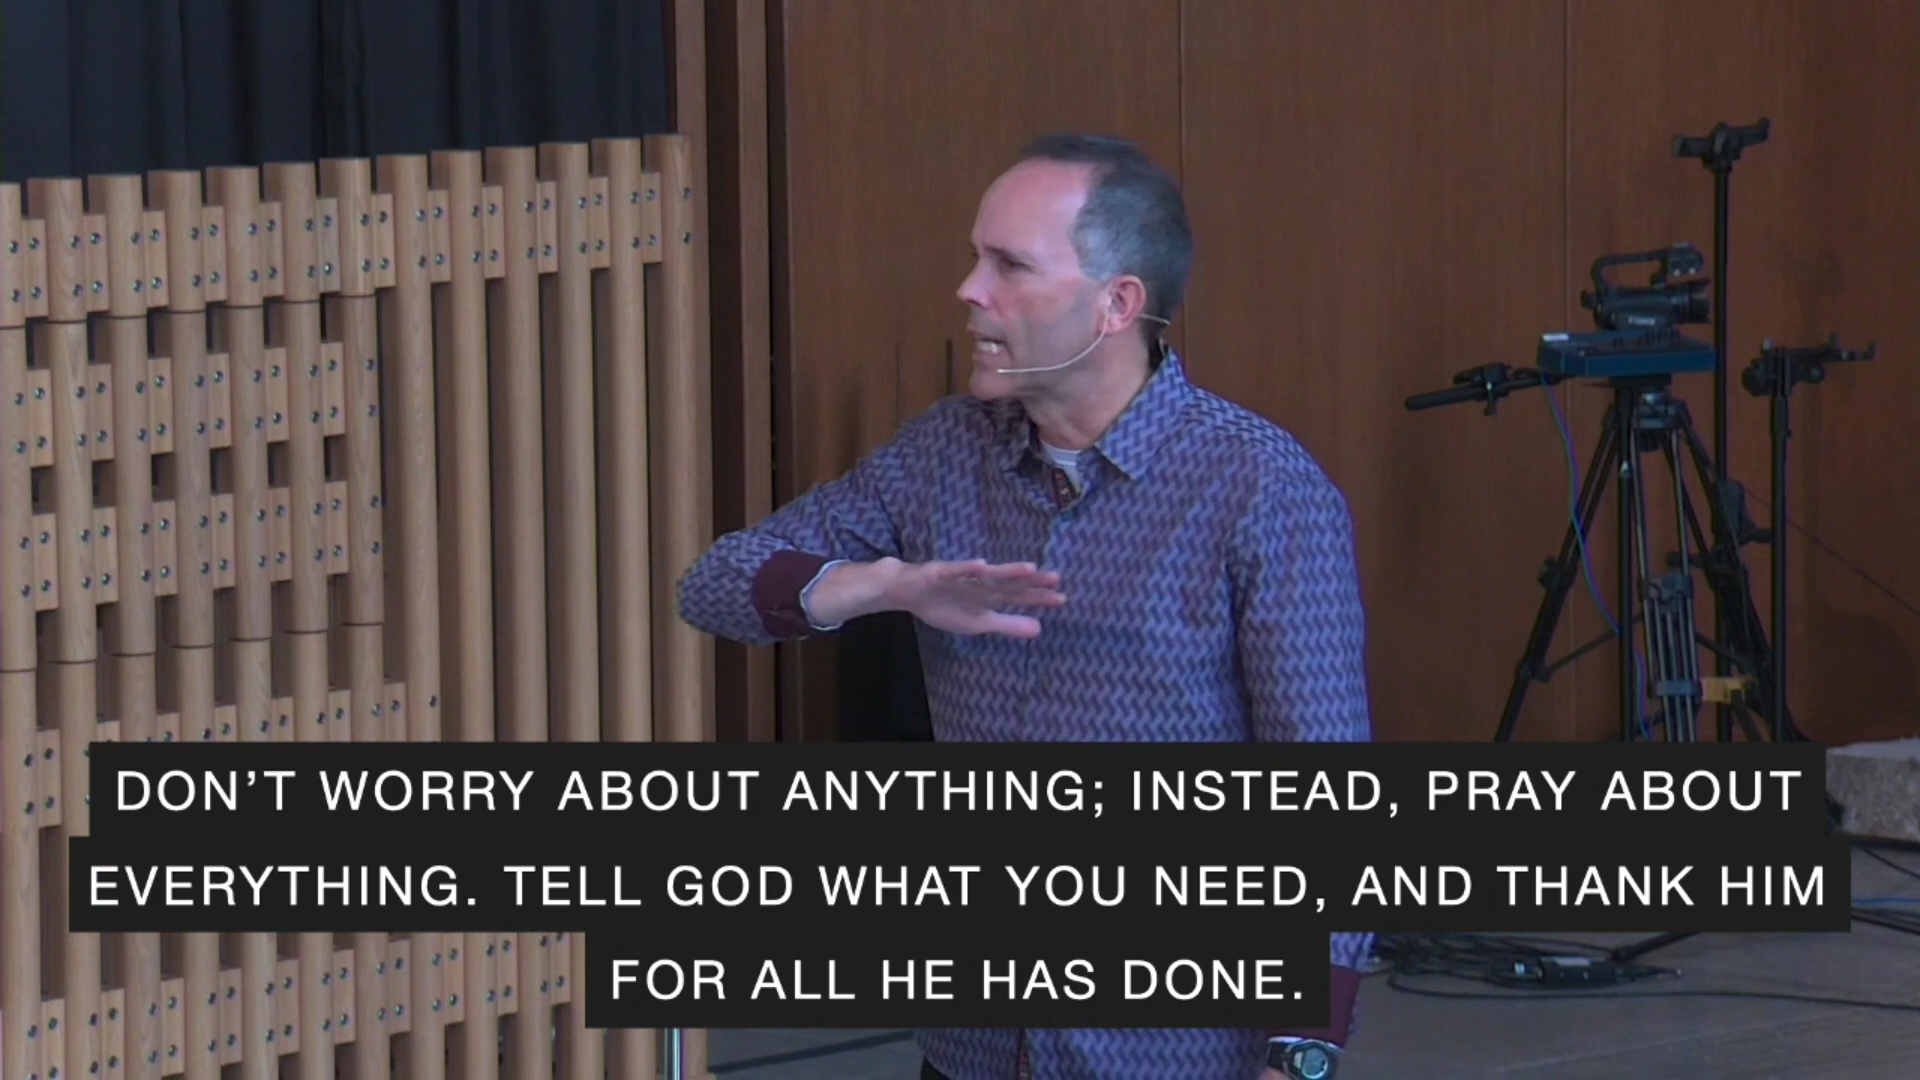 DON’T WORRY ABOUT ANYTHING; INSTEAD, PRAY ABOUT
EVERYTHING. TELL GOD WHAT YOU NEED, AND THANK HIM
FOR ALL HE HAS DONE.